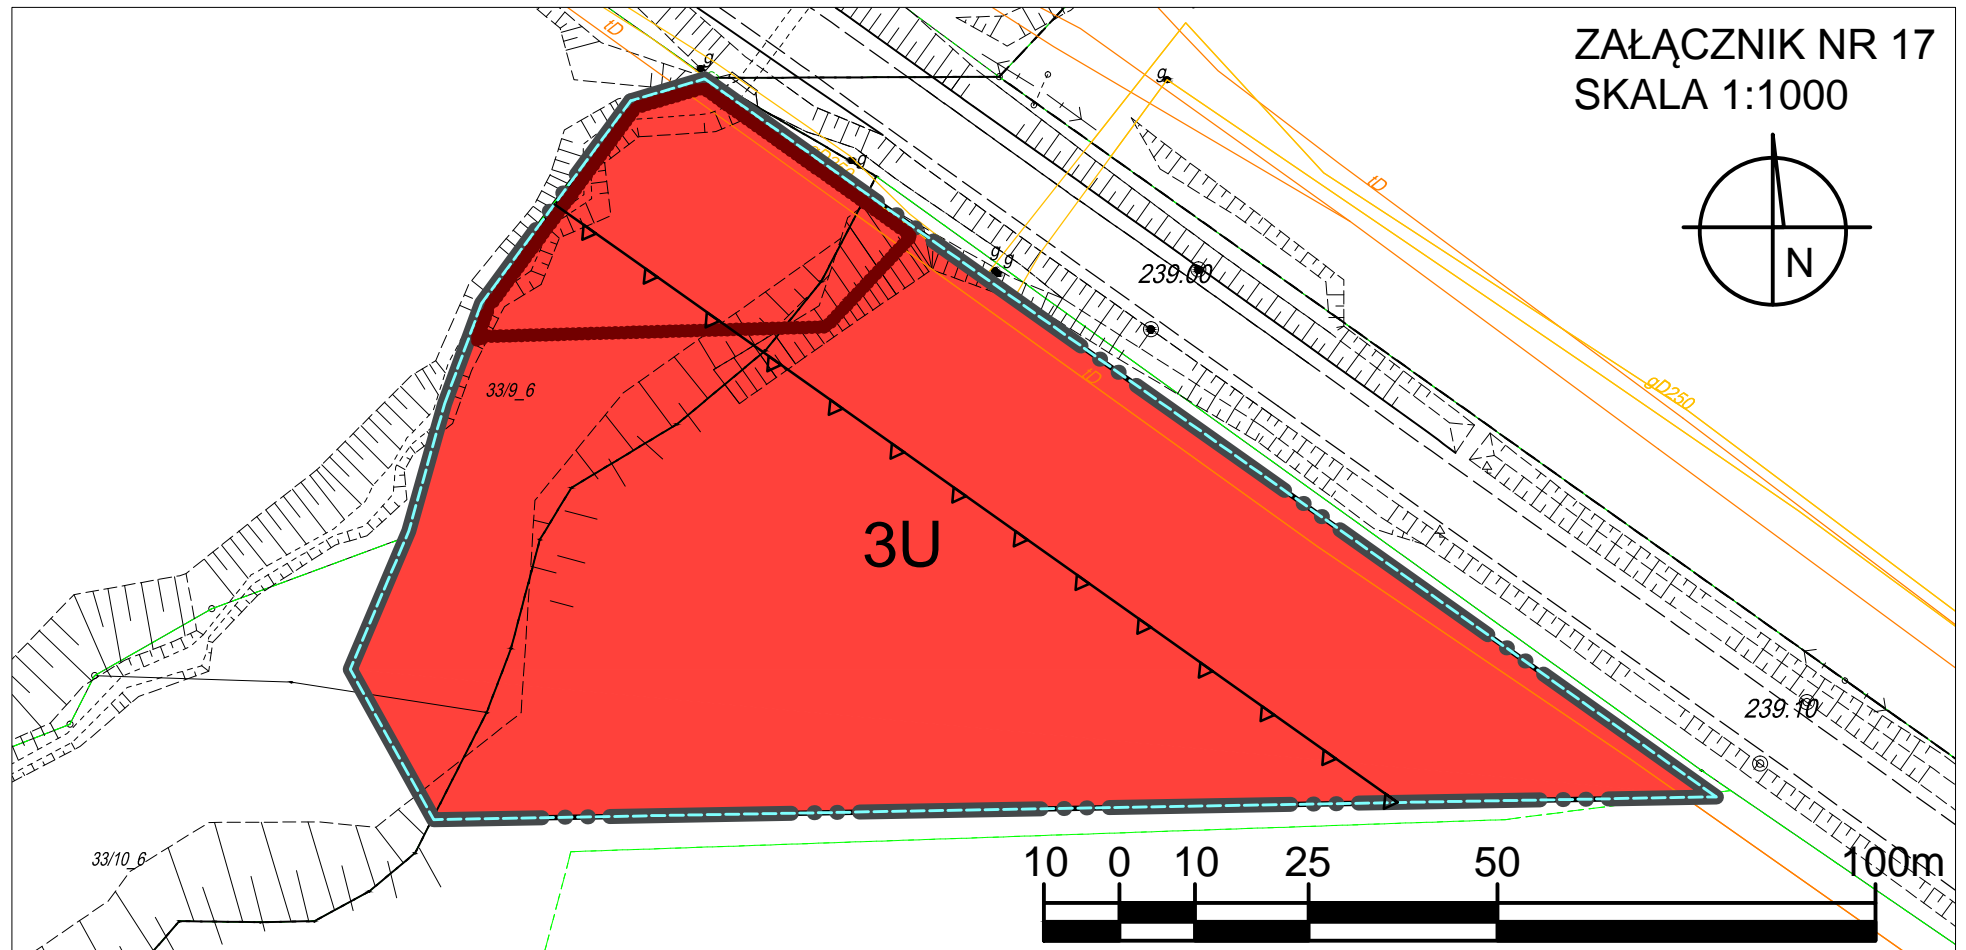 ZAŁĄCZNIK NR 17
SKALA 1:1000
N
tD
g
g
g
tD
g g
239.00
tD
gD250
33/9_6
3U
239.10
33/10_6
10 0 10 25 50 100m